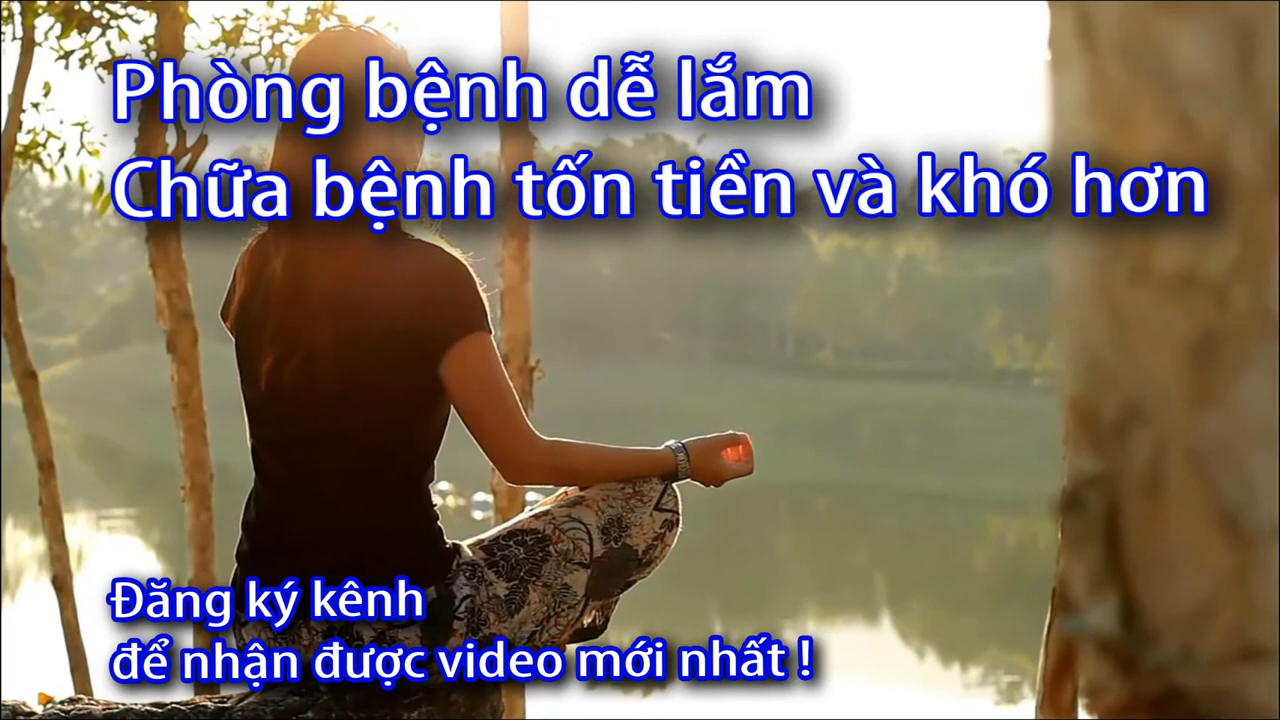 Phòng bệnh dễ lắm
Chữa bệnh tốn tiền và khó hơn
Đăng ký kênh
để nhận được video mới nhất !